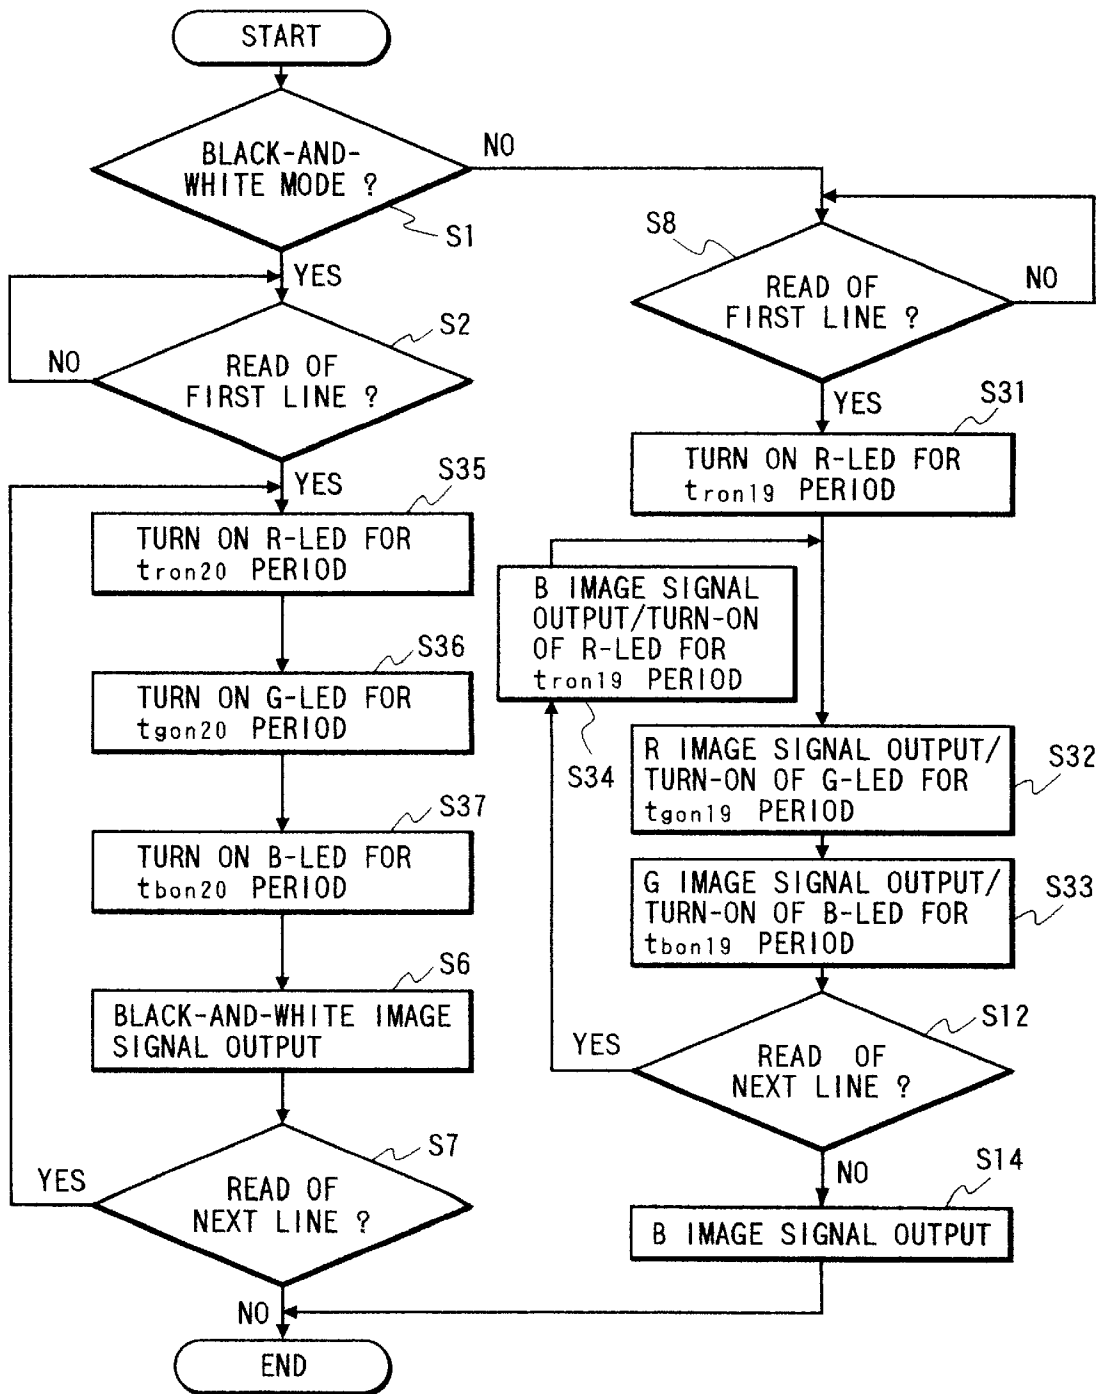 START
BLACK-AND-
WHITE MODE ?
S1
NO
YES
READ OF
FIRST LINE ?
S2
NO
YES
TURN ON R-LED FOR
tron20 PERIOD
S35
TURN ON G-LED FOR
tgon20 PERIOD
S36
TURN ON B-LED FOR
tbon20 PERIOD
S37
BLACK-AND-WHITE IMAGE
SIGNAL OUTPUT
S6
READ OF
NEXT LINE ?
S7
YES
NO
END
S8
READ OF
FIRST LINE ?
NO
YES
S31
TURN ON R-LED FOR
tron19 PERIOD
B IMAGE SIGNAL
OUTPUT/TURN-ON
OF R-LED FOR
tron19 PERIOD
S34
R IMAGE SIGNAL OUTPUT/
TURN-ON OF G-LED FOR
tgon19 PERIOD
S32
G IMAGE SIGNAL OUTPUT/
TURN-ON OF B-LED FOR
tbon19 PERIOD
S33
READ OF
NEXT LINE ?
S12
YES
NO
S14
B IMAGE SIGNAL OUTPUT